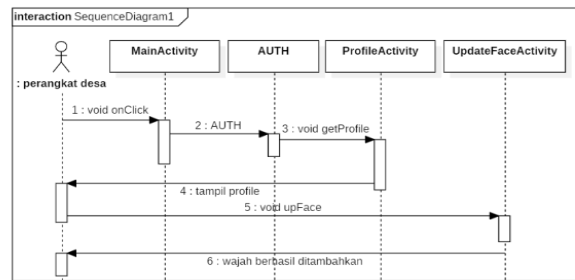 interaction SequenceDiagram1
MainActivity
AUTH
ProfileActivity
UpdateFaceActivity
: perangkat desa
1 : void onClick
2 : AUTH
3 : void getProfile
4 : tampil profile
5 : void upFace
6 : wajah berhasil ditambahkan